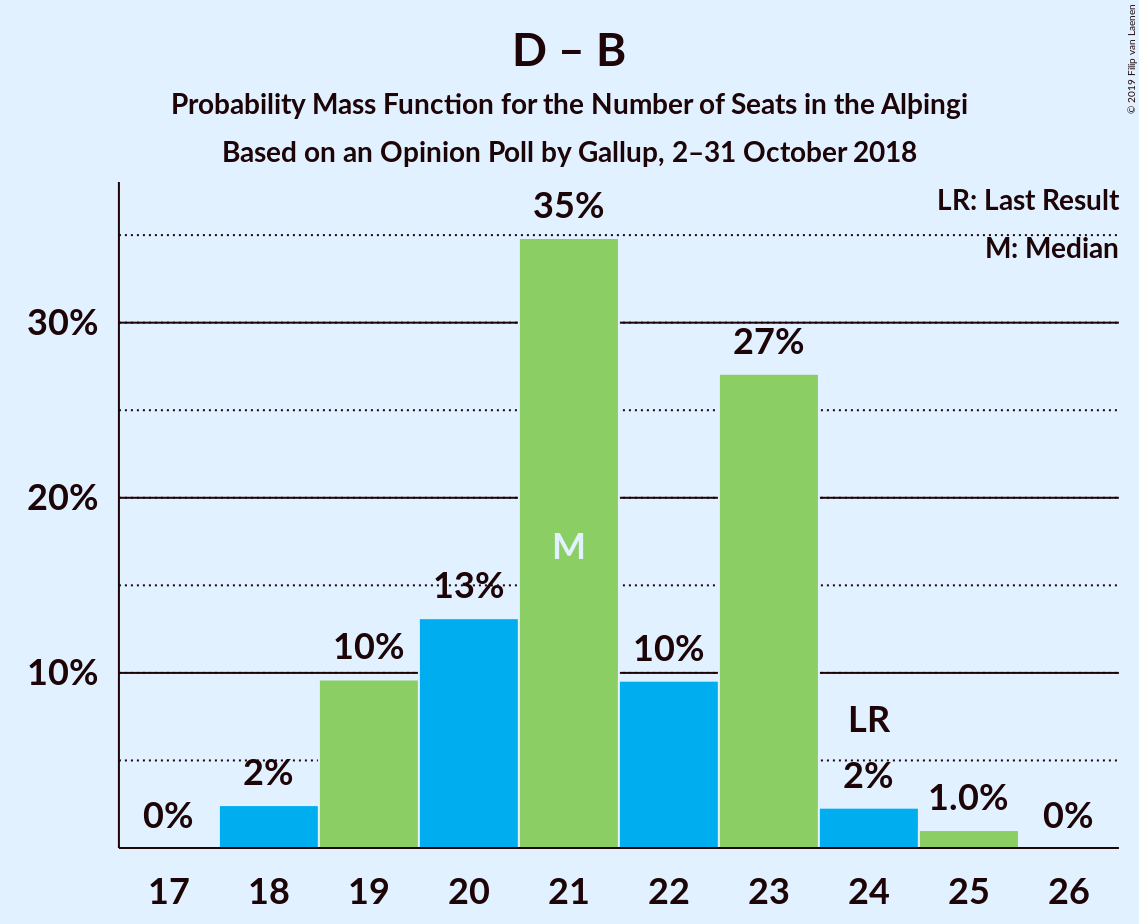 D – B
Probability Mass Function for the Number of Seats in the Alþingi
Based on an Opinion Poll by Gallup, 2–31 October 2018
© 2019 Filip van Laenen
LR: Last Result
M: Median
35%
30%
27%
20%
M
13%
10%
10%
10%
LR
2%
2%
1.0%
0%
0%
17 18 19 20 21 22 23 24 25 26